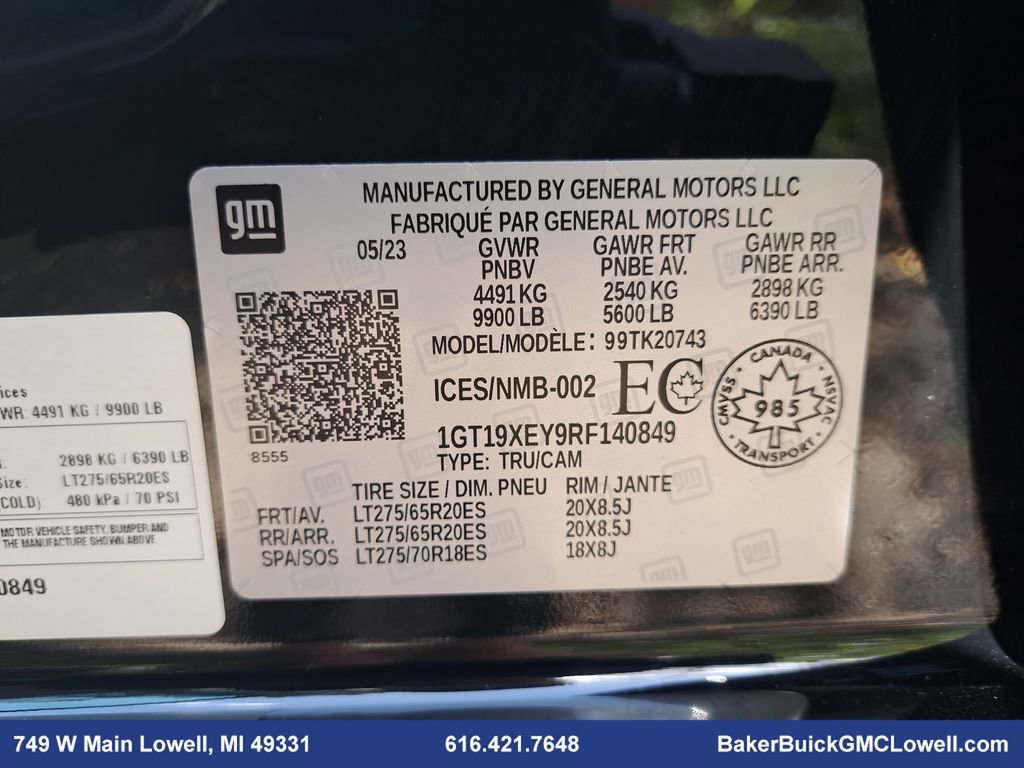 gm
MANUFACTURED BY GENERAL MOTORS LLC
FABRIQUÉ PAR GENERAL MOTORS LLC
05/23 GVWR GAWR FRT GAWR RR
PNBV PNBE AV. PNBE ARR.
4491 KG 2540 KG 2898 KG
9900 LB 5600 LB 6390 LB
MODEL/MODÈLE: 99TK20743
ICES/NMB-002 EC
CANADA
CMVSS · NSVAC
985
· TRANSPORT ·
8555
1GT19XEY9RF140849
TYPE: TRU/CAM
TIRE SIZE / DIM. PNEU RIM / JANTE
FRT/AV. LT275/65R20ES 20X8.5J
RR/ARR. LT275/65R20ES 20X8.5J
SPA/SOS LT275/70R18ES 18X8J
ices
WR: 4491 KG / 9900 LB
2898 KG / 6390 LB
Size: LT275/65R20ES
(COLD): 480 kPa / 70 PSI
MOTOR VEHICLE SAFETY, BUMPER AND
THE MANUFACTURE SHOWN ABOVE
0849
749 W Main Lowell, MI 49331 616.421.7648 BakerBuickGMCLowell.com